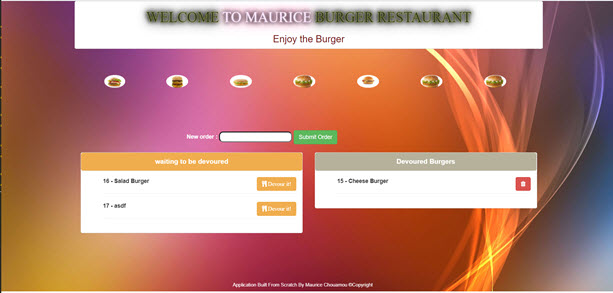 WELCOME TO MAURICE BURGER RESTAURANT
Enjoy the Burger
New order :
Submit Order
waiting to be devoured
16 - Salad Burger
Devour it!
17 - asdf
Devour it!
Devoured Burgers
15 - Cheese Burger
Application Built From Scratch By Maurice Chouamou ©Copyright